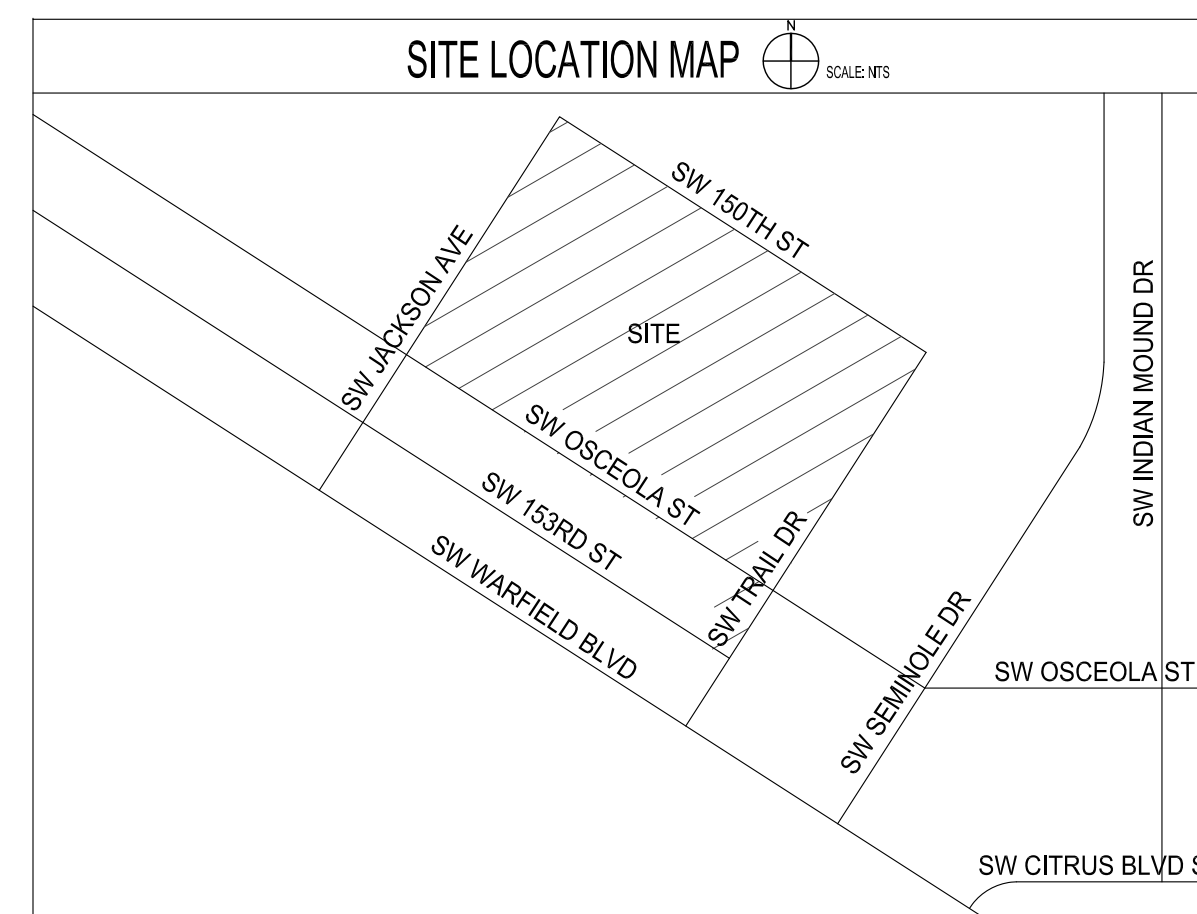 N
SITE LOCATION MAP
SCALE: NTS
SW 150TH ST
SW JACKSON AVE
SITE
SW INDIAN MOUND DR
SW OSCEOLA ST
SW 153RD ST
SW TRAIL DR
SW WARFIELD BLVD
SW SEMINOLE DR
SW OSCEOLA ST
SW CITRUS BLVD S